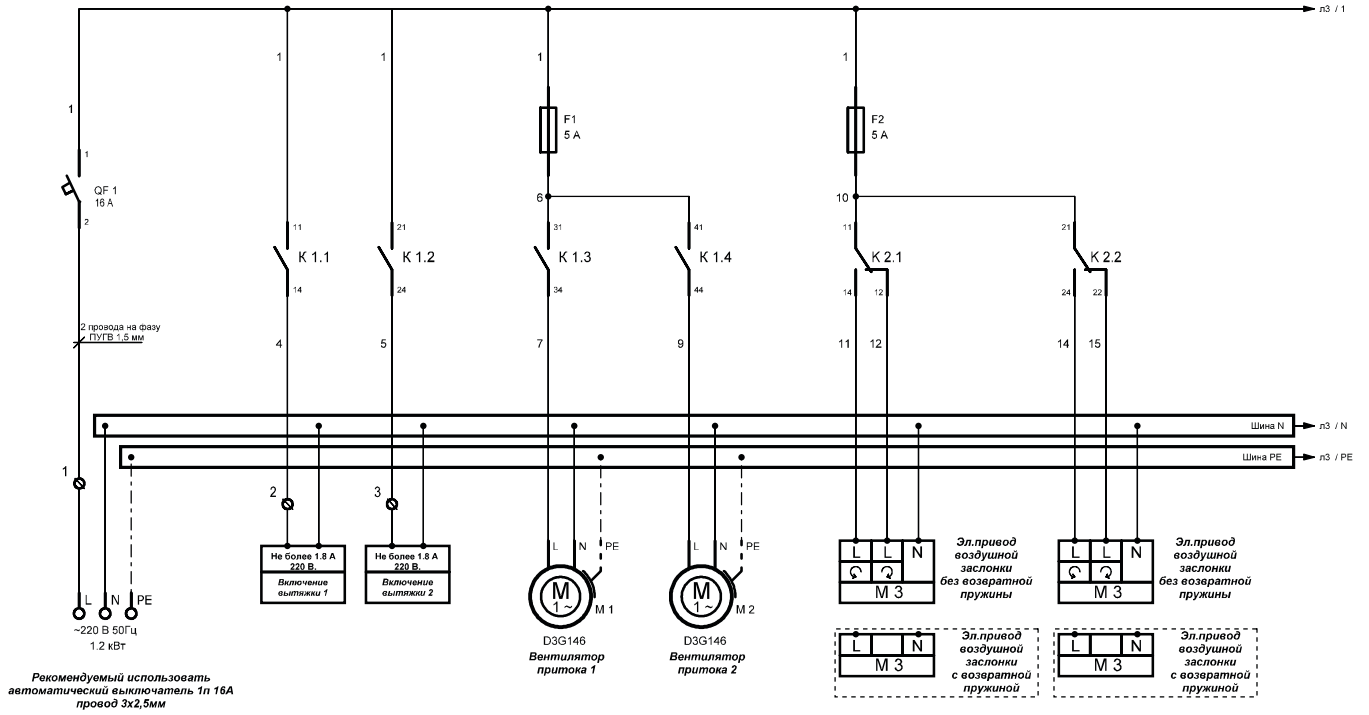 л3 / 1
1
1
1
1
1
F1
5 A
F2
5 A
1
QF 1
16 A
2
6
10
11
21
31
41
11
21
K 1.1
K 1.2
K 1.3
K 1.4
K 2.1
K 2.2
14
24
34
44
14
12
24
22
2 провода на фазу
ПУГВ 1,5 мм
4
5
7
9
11
12
14
15
Шина N
л3 / N
Шина PE
л3 / PE
1
2
3
Не более 1.8 А
220 В.
Включение
вытяжки 1
Не более 1.8 А
220 В.
Включение
вытяжки 2
L
N
PE
M
1 ~
M 1
D3G146
Вентилятор
притока 1
L
N
PE
M
1 ~
M 2
D3G146
Вентилятор
притока 2
L
L
N
M 3
Эл.привод
воздушной
заслонки
без возвратной
пружины
L
L
N
M 3
Эл.привод
воздушной
заслонки
без возвратной
пружины
L
N
M 3
Эл.привод
воздушной
заслонки
с возвратной
пружиной
L
N
M 3
Эл.привод
воздушной
заслонки
с возвратной
пружиной
L
N
PE
~220 В 50Гц
1.2 кВт
Рекомендуемый использовать
автоматический выключатель 1п 16А
провод 3х2,5мм